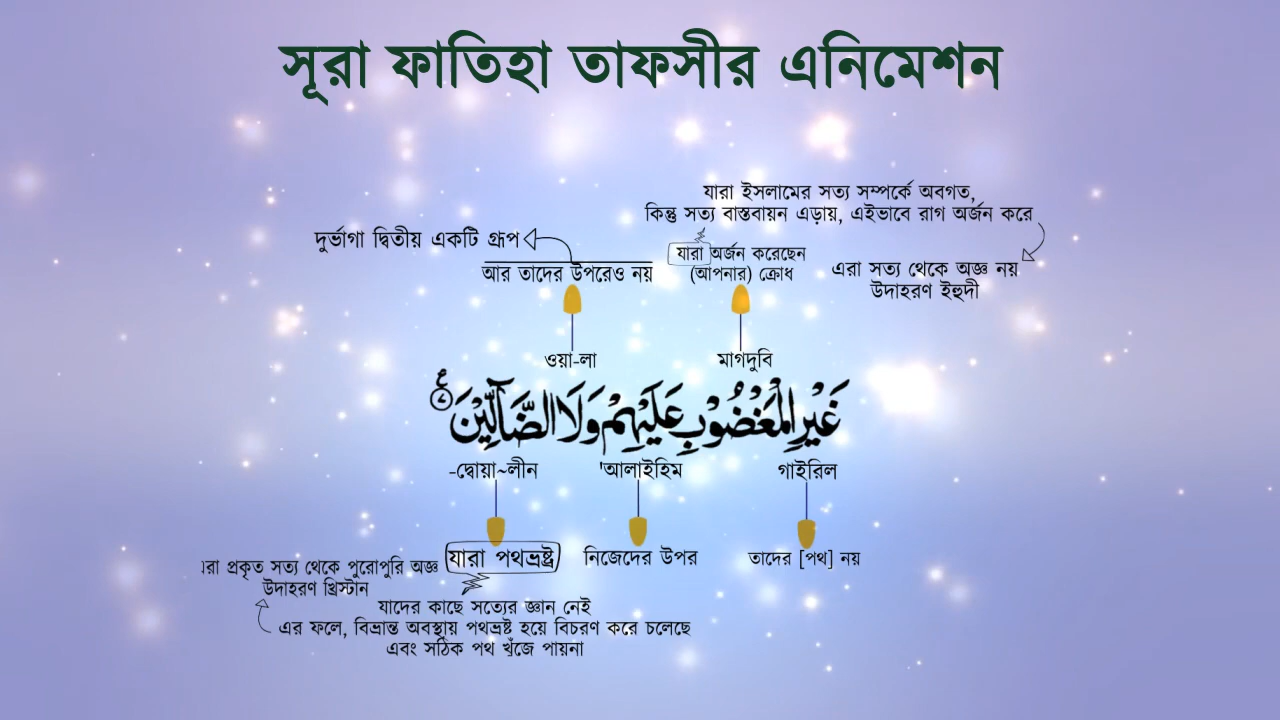 সূরা ফাতিহা তাফসীর এনিমেশন
যারা ইসলামের সত্য সম্পর্কে অবগত,
কিন্তু সত্য বাস্তবায়ন এড়ায়, এইভাবে রাগ অর্জন করে
দুর্ভাগা দ্বিতীয় একটি গ্রূপ
যারা অর্জন করেছেন
(আপনার) ক্রোধ
আর তাদের উপরেও নয়
এরা সত্য থেকে অজ্ঞ নয়
উদাহরণ ইহুদী
ওয়া-লা
মাগদুবি
غَيْرِ الْمَغْضُوْبِ عَلَيْهِمْ وَلَا الضَّآلِّيْنَ
-দ্বোয়া~লীন
'আলাইহিম
গাইরিল
যারা পথভ্রষ্ট
নিজেদের উপর
তাদের [পথ] নয়
রা প্রকৃত সত্য থেকে পুরোপুরি অজ্ঞ
উদাহরণ খ্রিস্টান
যাদের কাছে সত্যের জ্ঞান নেই
এর ফলে, বিভ্রান্ত অবস্থায় পথভ্রষ্ট হয়ে বিচরণ করে চলেছে
এবং সঠিক পথ খুঁজে পায়না